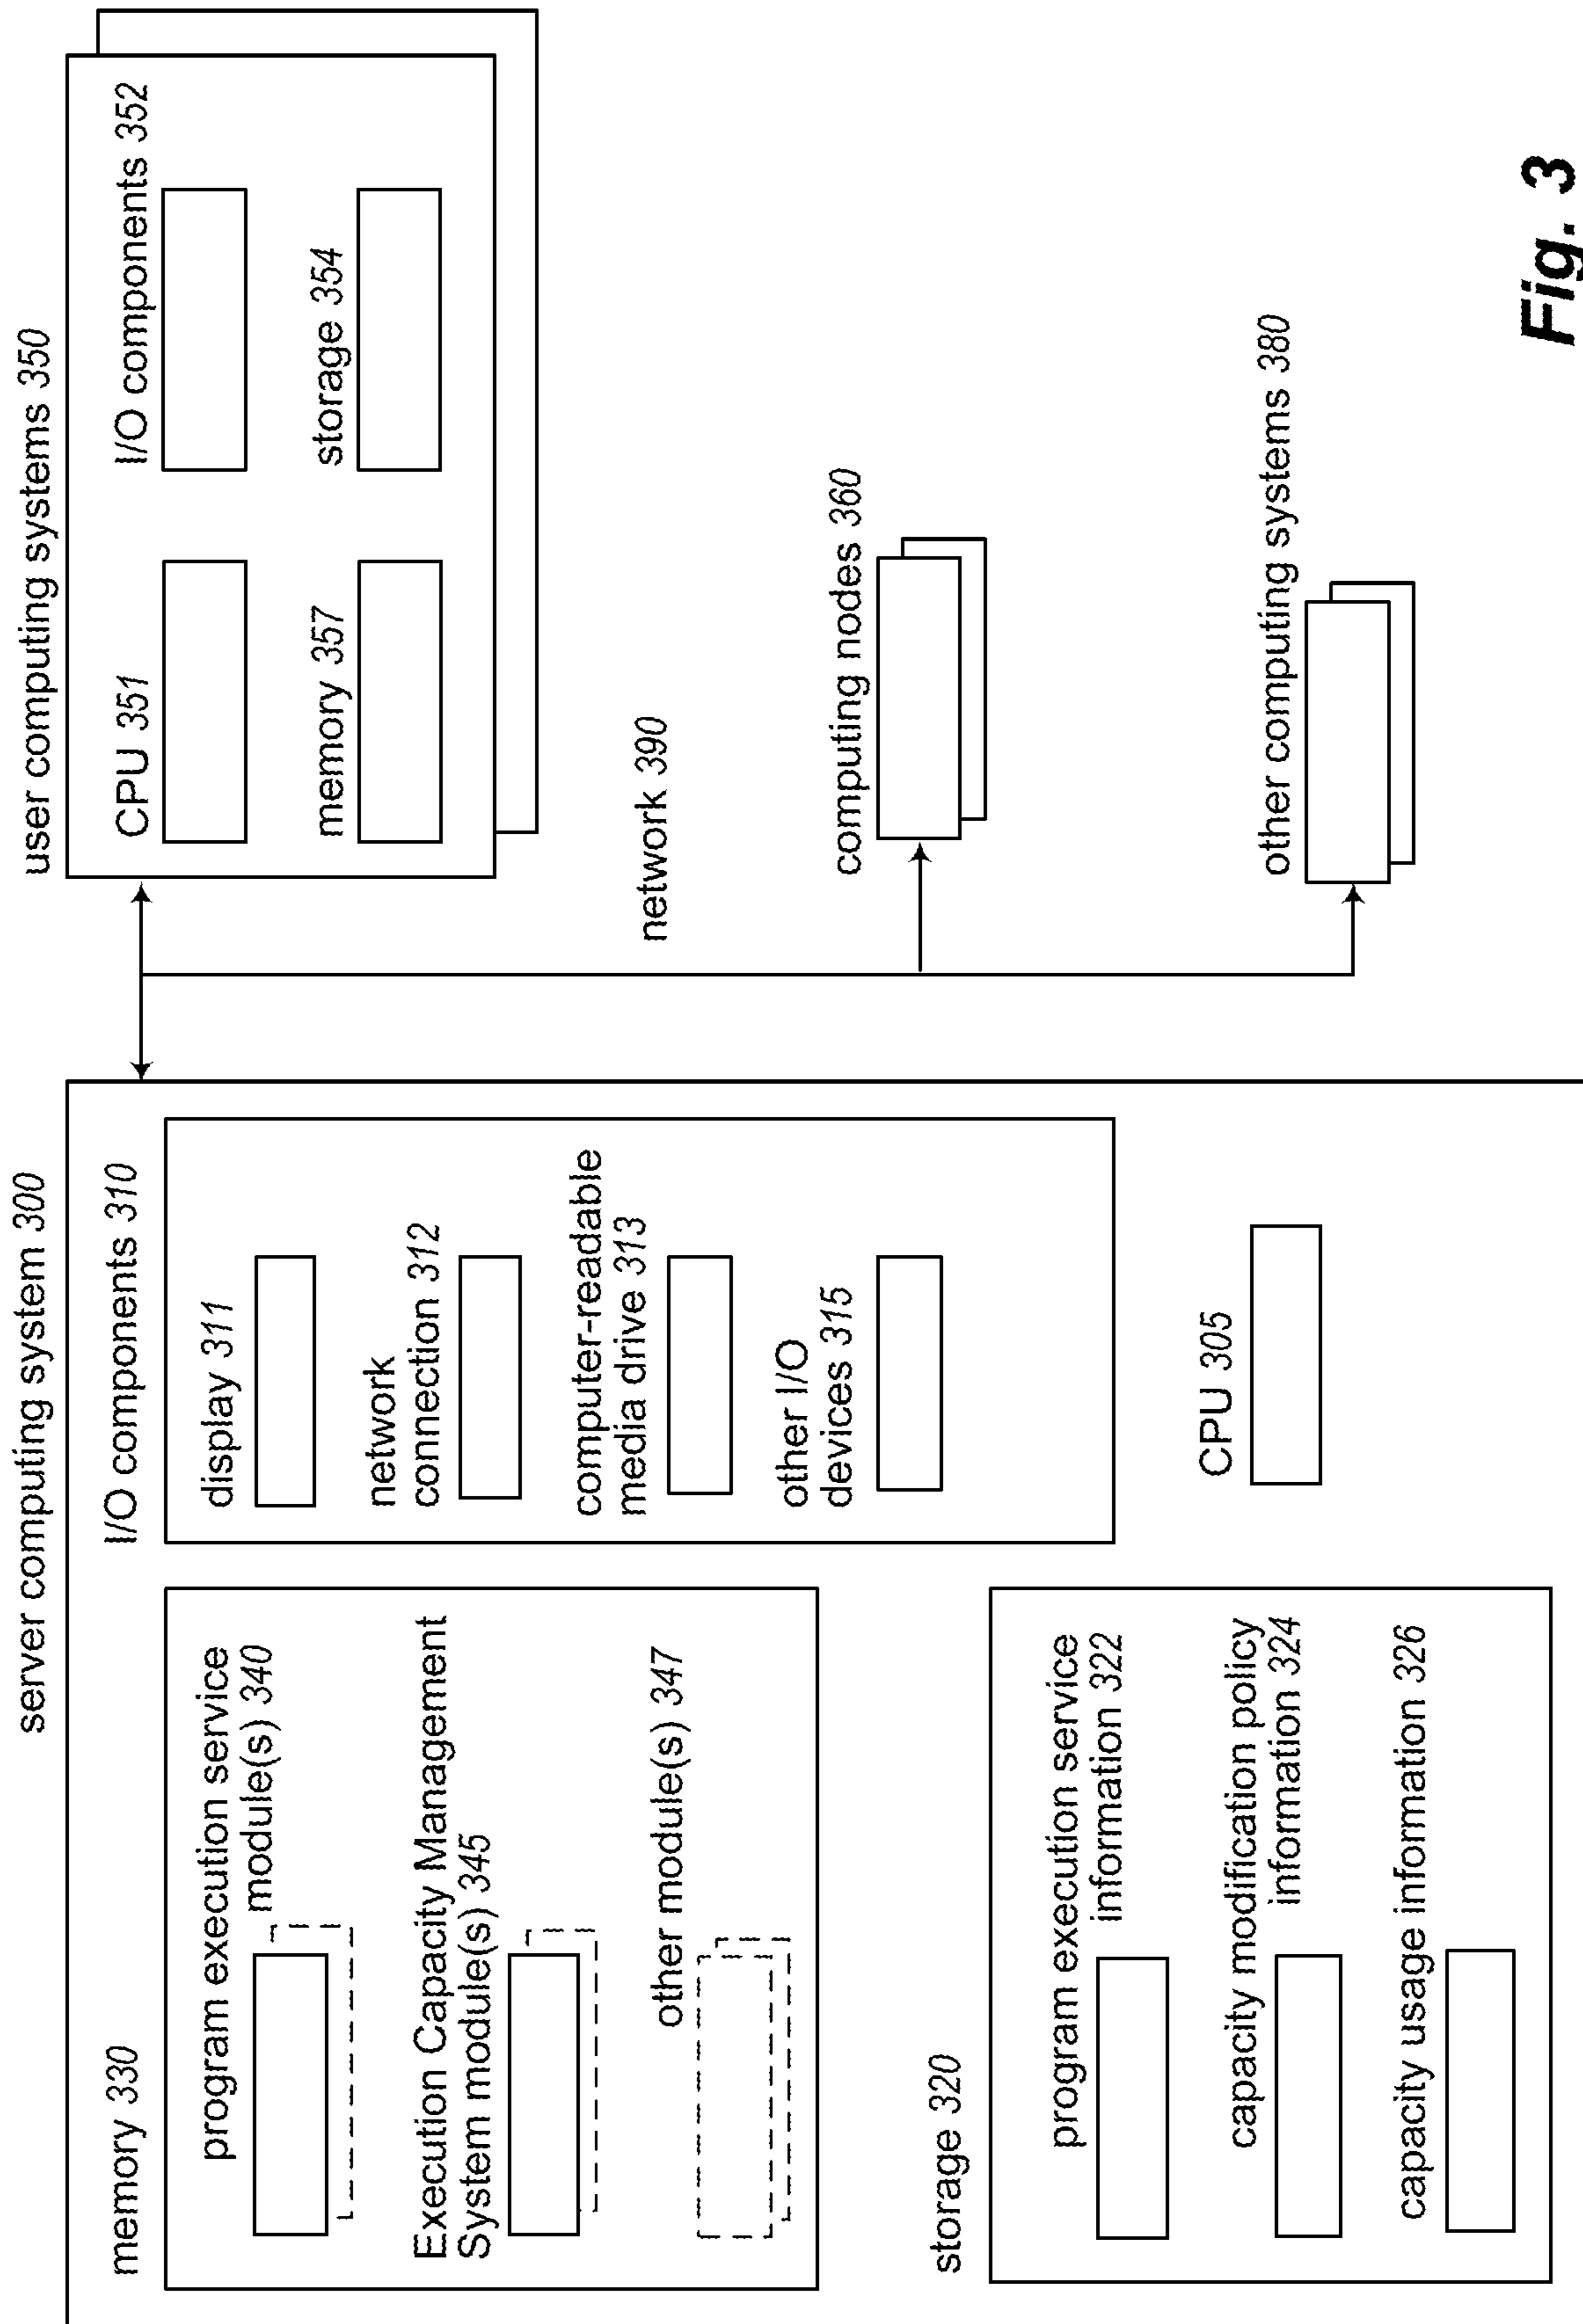 server computing system 300
memory 330
program execution service
module(s) 340
Execution Capacity Management
System module(s) 345
other module(s) 347
storage 320
program execution service
information 322
capacity modification policy
information 324
capacity usage information 326
I/O components 310
display 311
network
connection 312
computer-readable
media drive 313
other I/O
devices 315
CPU 305
user computing systems 350
CPU 351
I/O components 352
memory 357
storage 354
network 390
computing nodes 360
other computing systems 380
Fig. 3